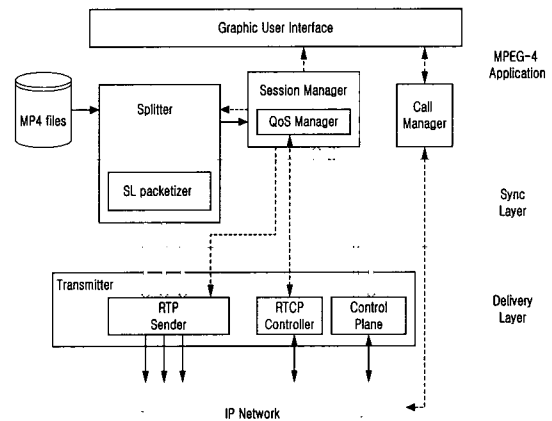 Graphic User Interface
MPEG-4
Application
Session Manager
Splitter
Call
Manager
MP4 files
QoS Manager
SL packetizer
Sync
Layer
Transmitter
RTP
Sender
RTCP
Controller
Control
Plane
Delivery
Layer
IP Network